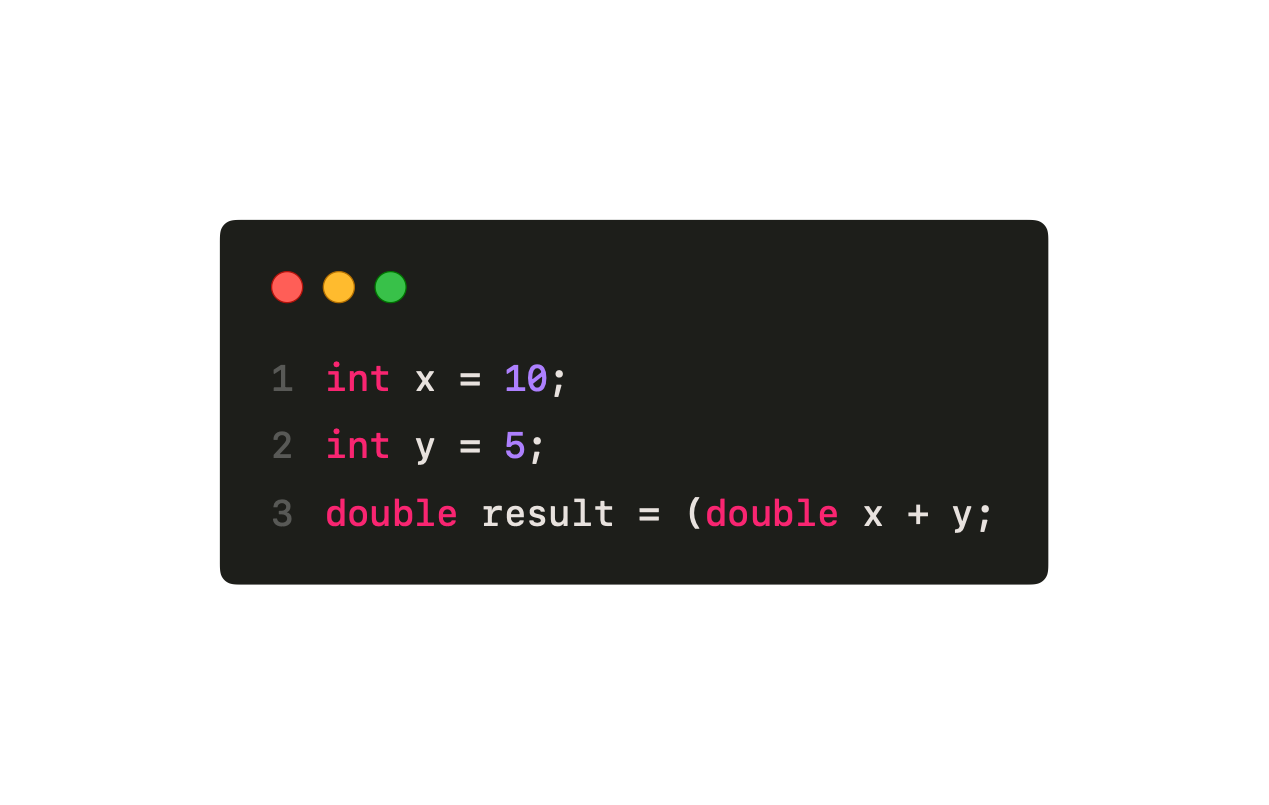 1 int x = 10;
2 int y = 5;
3 double result = (double x + y;